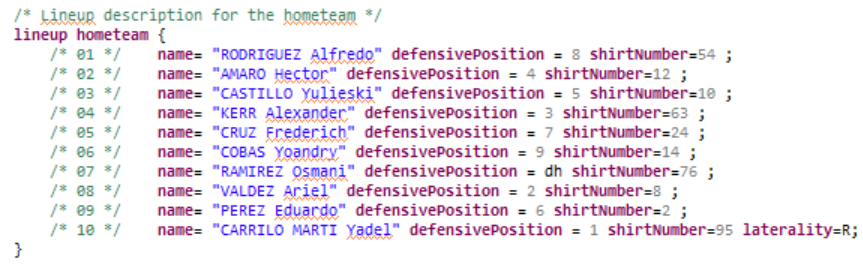 /* Lineup description for the hometeam */
lineup hometeam {
/* 01 */ name= "RODRIGUEZ Alfredo" defensivePosition = 8 shirtNumber=54 ;
/* 02 */ name= "AMARO Hector" defensivePosition = 4 shirtNumber=12 ;
/* 03 */ name= "CASTILLO Yulieski" defensivePosition = 5 shirtNumber=10 ;
/* 04 */ name= "KERR Alexander" defensivePosition = 3 shirtNumber=63 ;
/* 05 */ name= "CRUZ Frederich" defensivePosition = 7 shirtNumber=24 ;
/* 06 */ name= "COBAS Yoandry" defensivePosition = 9 shirtNumber=14 ;
/* 07 */ name= "RAMIREZ Osmani" defensivePosition = dh shirtNumber=76 ;
/* 08 */ name= "VALDEZ Ariel" defensivePosition = 2 shirtNumber=8 ;
/* 09 */ name= "PEREZ Eduardo" defensivePosition = 6 shirtNumber=2 ;
/* 10 */ name= "CARRILO MARTI Yadel" defensivePosition = 1 shirtNumber=95 laterality=R;
}